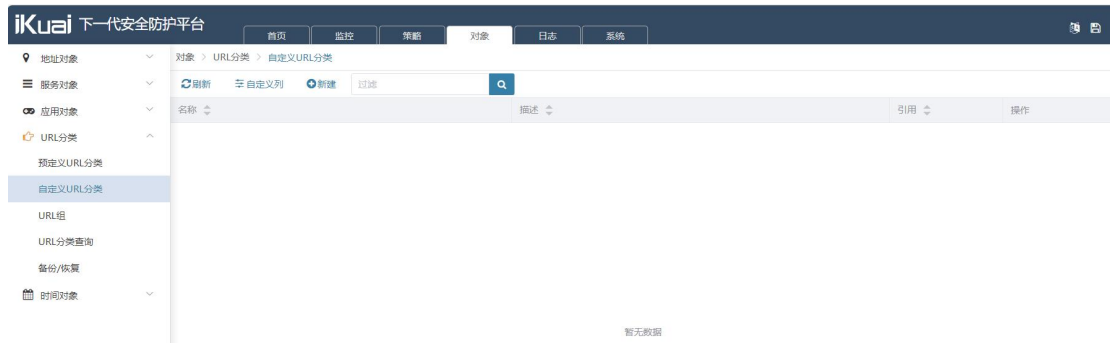 iKuai 下一代安全防护平台
首页 监控 策略 对象 日志 系统
地址对象
服务对象
应用对象
URL分类
预定义URL分类
自定义URL分类
URL组
URL分类查询
备份/恢复
时间对象
对象 > URL分类 > 自定义URL分类
刷新 自定义列 新建 过滤
名称 描述 引用 操作
暂无数据